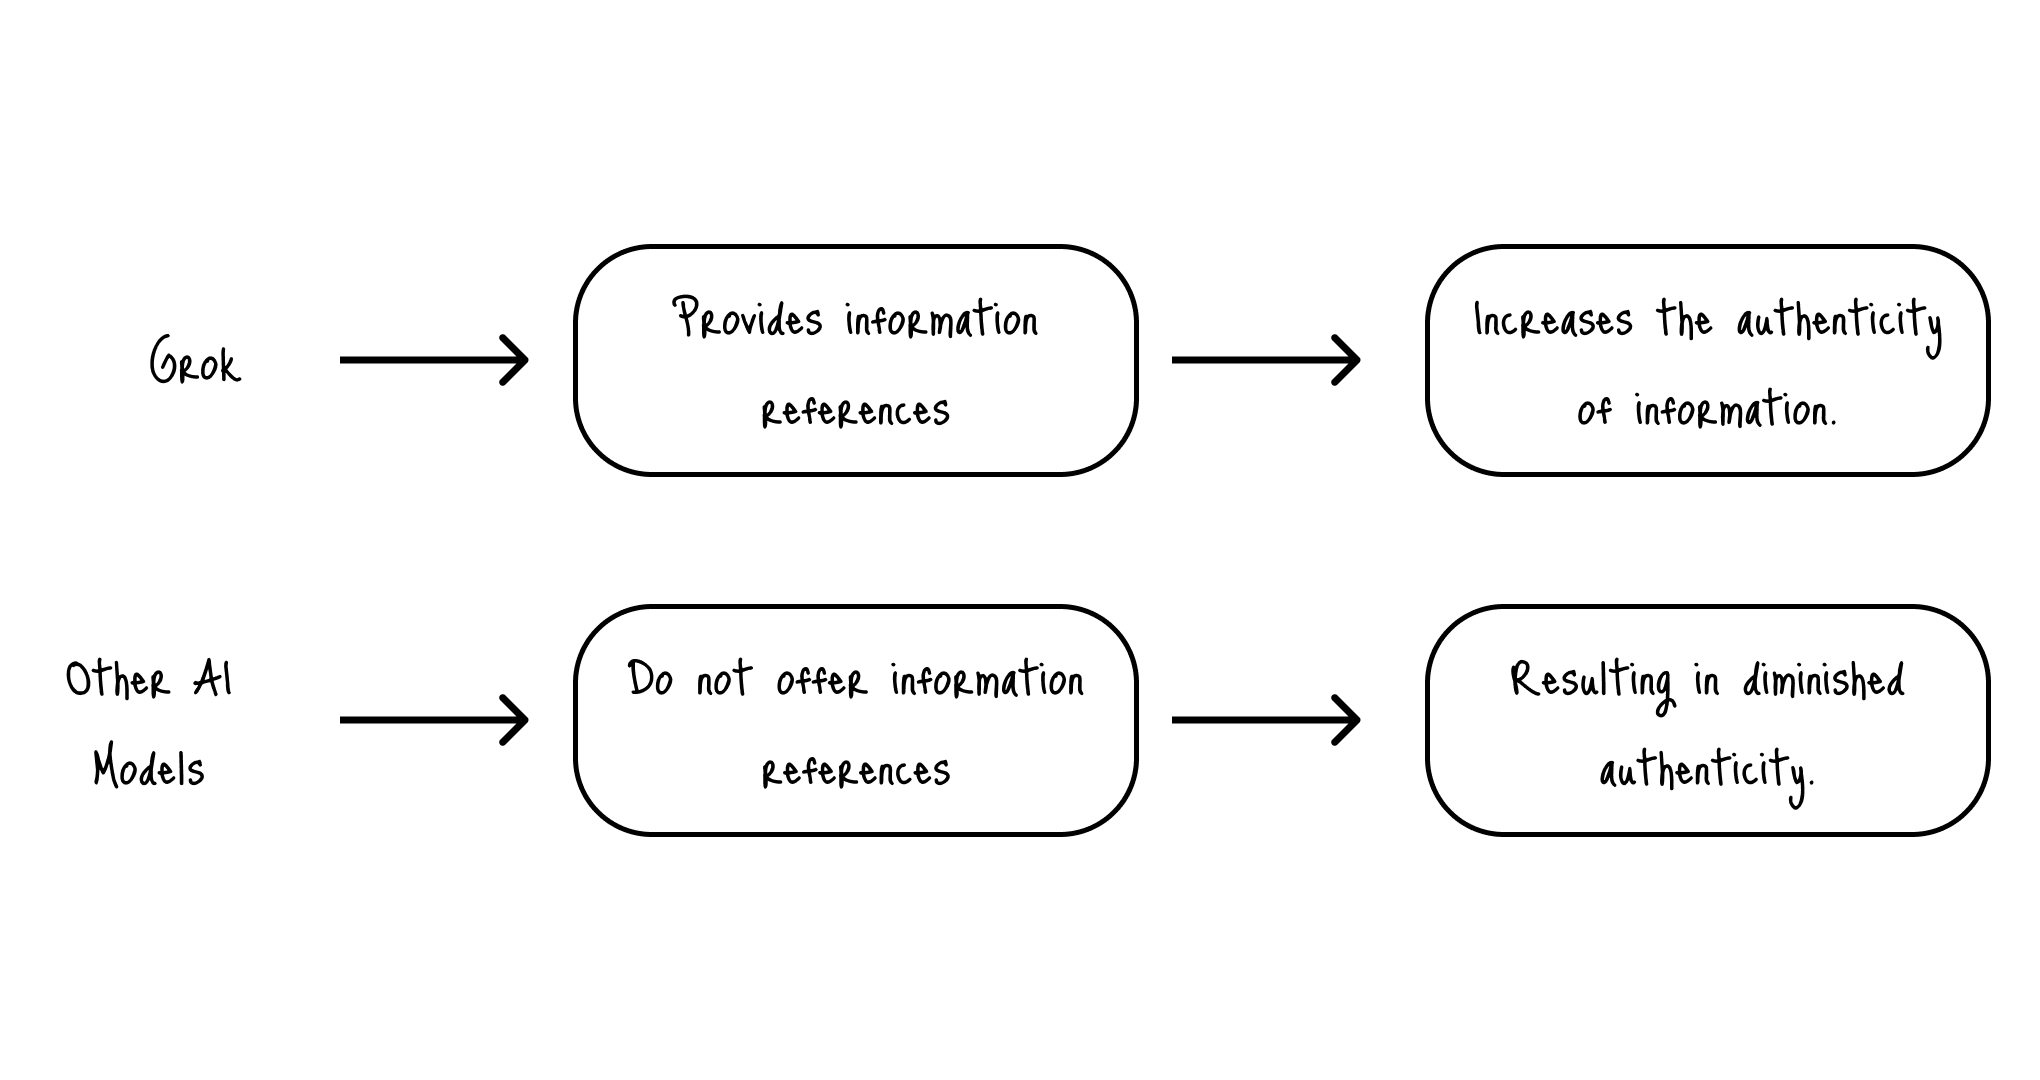 Grok
Provides information
references
Increases the authenticity
of information.
Other AI
Models
Do not offer information
references
Resulting in diminished
authenticity.